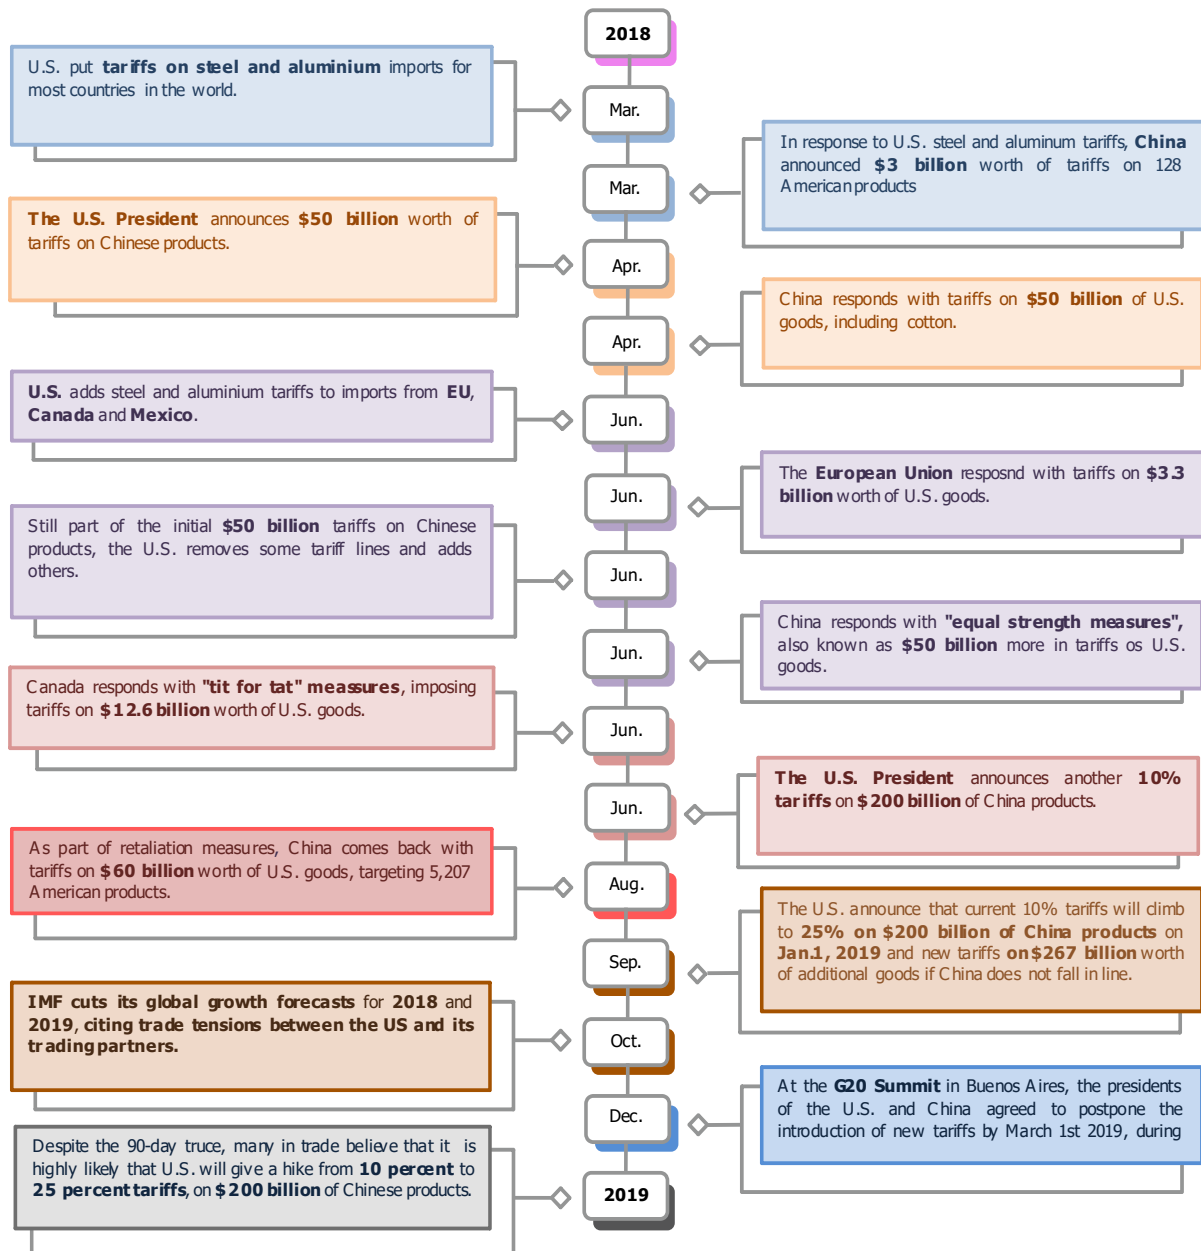 2018
U.S. put tariffs on steel and aluminium imports for
most countries in the world.
Mar.
In response to U.S. steel and aluminum tariffs, China
announced $3 billion worth of tariffs on 128
American products
Mar.
The U.S. President announces $50 billion worth of
tariffs on Chinese products.
Apr.
China responds with tariffs on $50 billion of U.S.
goods, including cotton.
Apr.
U.S. adds steel and aluminium tariffs to imports from EU,
Canada and Mexico.
Jun.
The European Union resposnd with tariffs on $3.3
billion worth of U.S. goods.
Jun.
Still part of the initial $50 billion tariffs on Chinese
products, the U.S. removes some tariff lines and adds
others.
Jun.
China responds with "equal strength measures",
also known as $50 billion more in tariffs os U.S.
goods.
Jun.
Canada responds with "tit for tat" meassures, imposing
tariffs on $12.6 billion worth of U.S. goods.
Jun.
The U.S. President announces another 10%
tariffs on $200 billion of China products.
Jun.
As part of retaliation measures, China comes back with
tariffs on $60 billion worth of U.S. goods, targeting 5,207
American products.
Aug.
The U.S. announce that current 10% tariffs will climb
to 25% on $200 billion of China products on
Jan.1, 2019 and new tariffs on $267 billion worth
of additional goods if China does not fall in line.
Sep.
IMF cuts its global growth forecasts for 2018 and
2019, citing trade tensions between the US and its
trading partners.
Oct.
At the G20 Summit in Buenos Aires, the presidents
of the U.S. and China agreed to postpone the
introduction of new tariffs by March 1st 2019, during
Dec.
Despite the 90-day truce, many in trade believe that it is
highly likely that U.S. will give a hike from 10 percent to
25 percent tariffs, on $200 billion of Chinese products.
2019